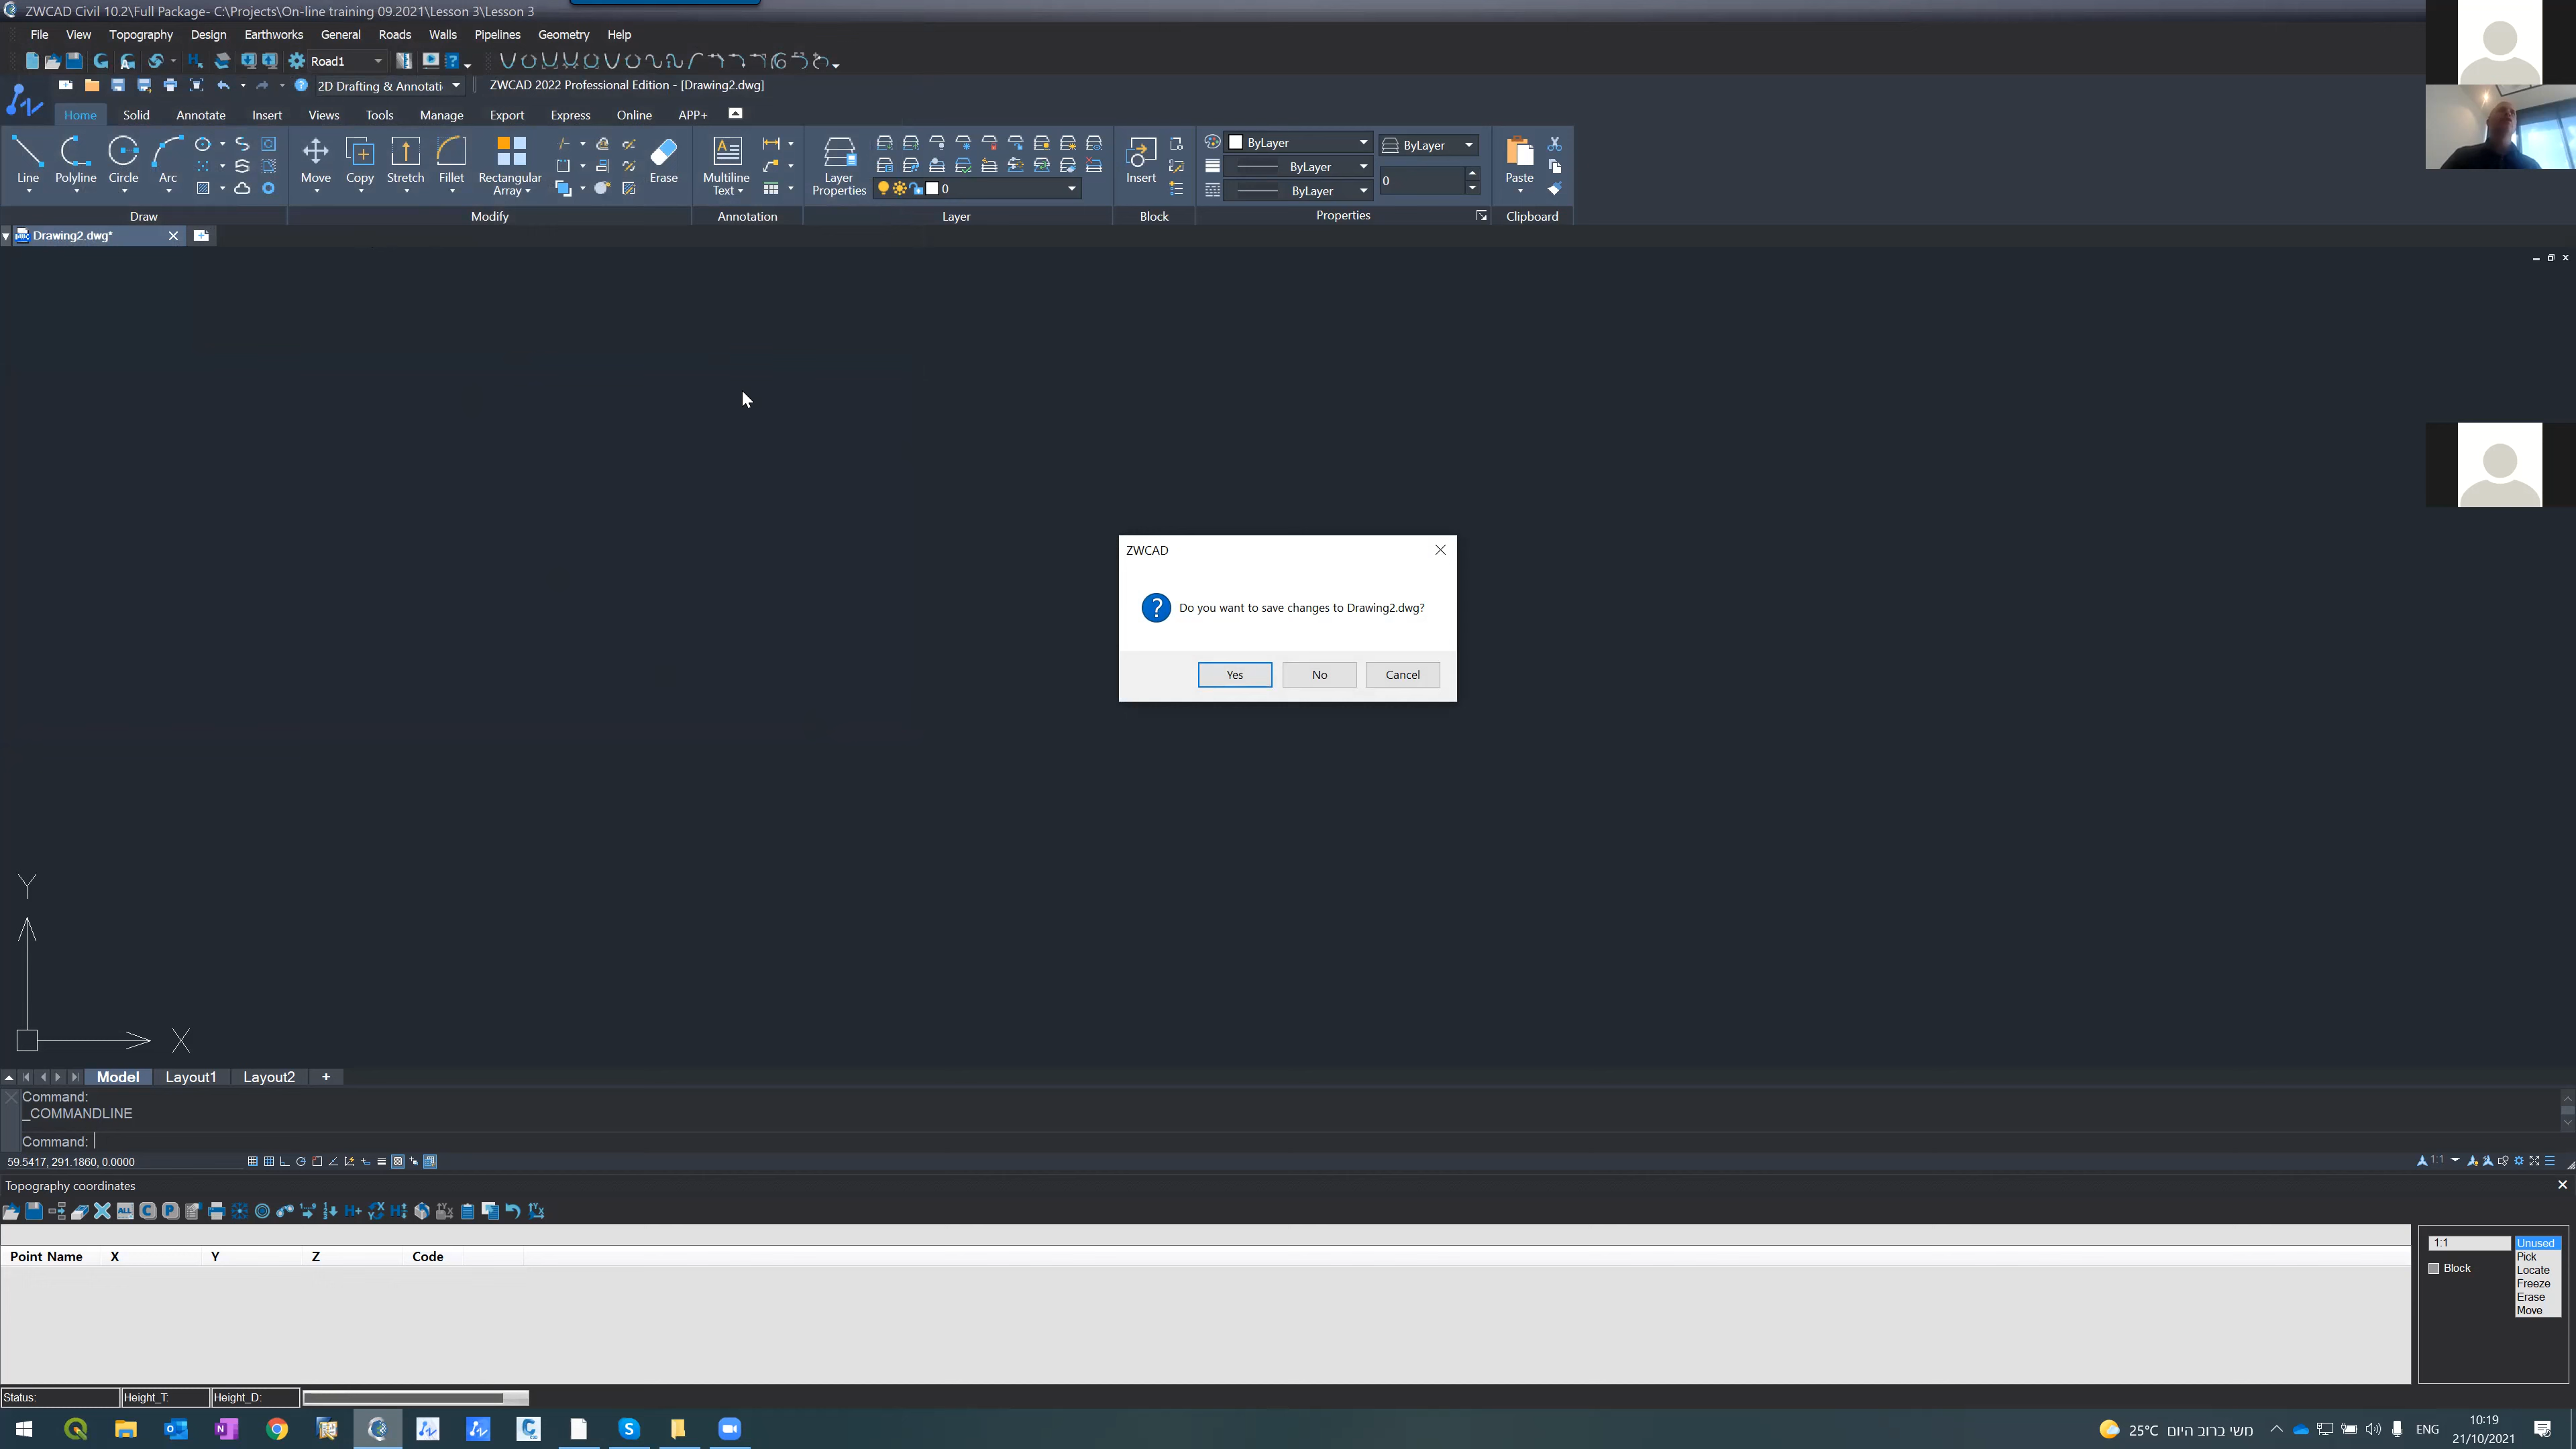 ZWCAD Civil 10.2\Full Package- C:\Projects\On-line training 09.2021\Lesson 3\Lesson 3
File View Topography Design Earthworks General Roads Walls Pipelines Geometry Help
Road1
2D Drafting & Annotati
ZWCAD 2022 Professional Edition - [Drawing2.dwg]
Home Solid Annotate Insert Views Tools Manage Export Express Online APP+
Line Polyline Circle Arc
Move Copy Stretch Fillet Rectangular Array Erase
Multiline Text
Layer Properties
0
Insert
ByLayer ByLayer
ByLayer
0
ByLayer
Paste
Draw Modify Annotation Layer Block Properties Clipboard
Drawing2.dwg*
ZWCAD
Do you want to save changes to Drawing2.dwg?
Yes No Cancel
Y
X
Model Layout1 Layout2 +
Command:
_COMMANDLINE
Command:
59.5417, 291.1860, 0.0000
1:1
Topography coordinates
ALL C P
Point Name X Y Z Code
1:1
Block
Unused
Pick
Locate
Freeze
Erase
Move
Status: Height_T: Height_D:
25°C משי ברוב היום
ENG
10:19
21/10/2021